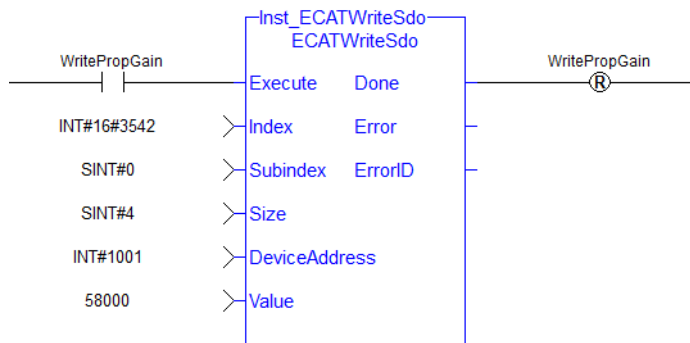 Inst_ECATWriteSdo
ECATWriteSdo
WritePropGain
WritePropGain
Execute Done
R
INT#16#3542 Index Error
SINT#0 Subindex ErrorID
SINT#4 Size
INT#1001 DeviceAddress
58000 Value